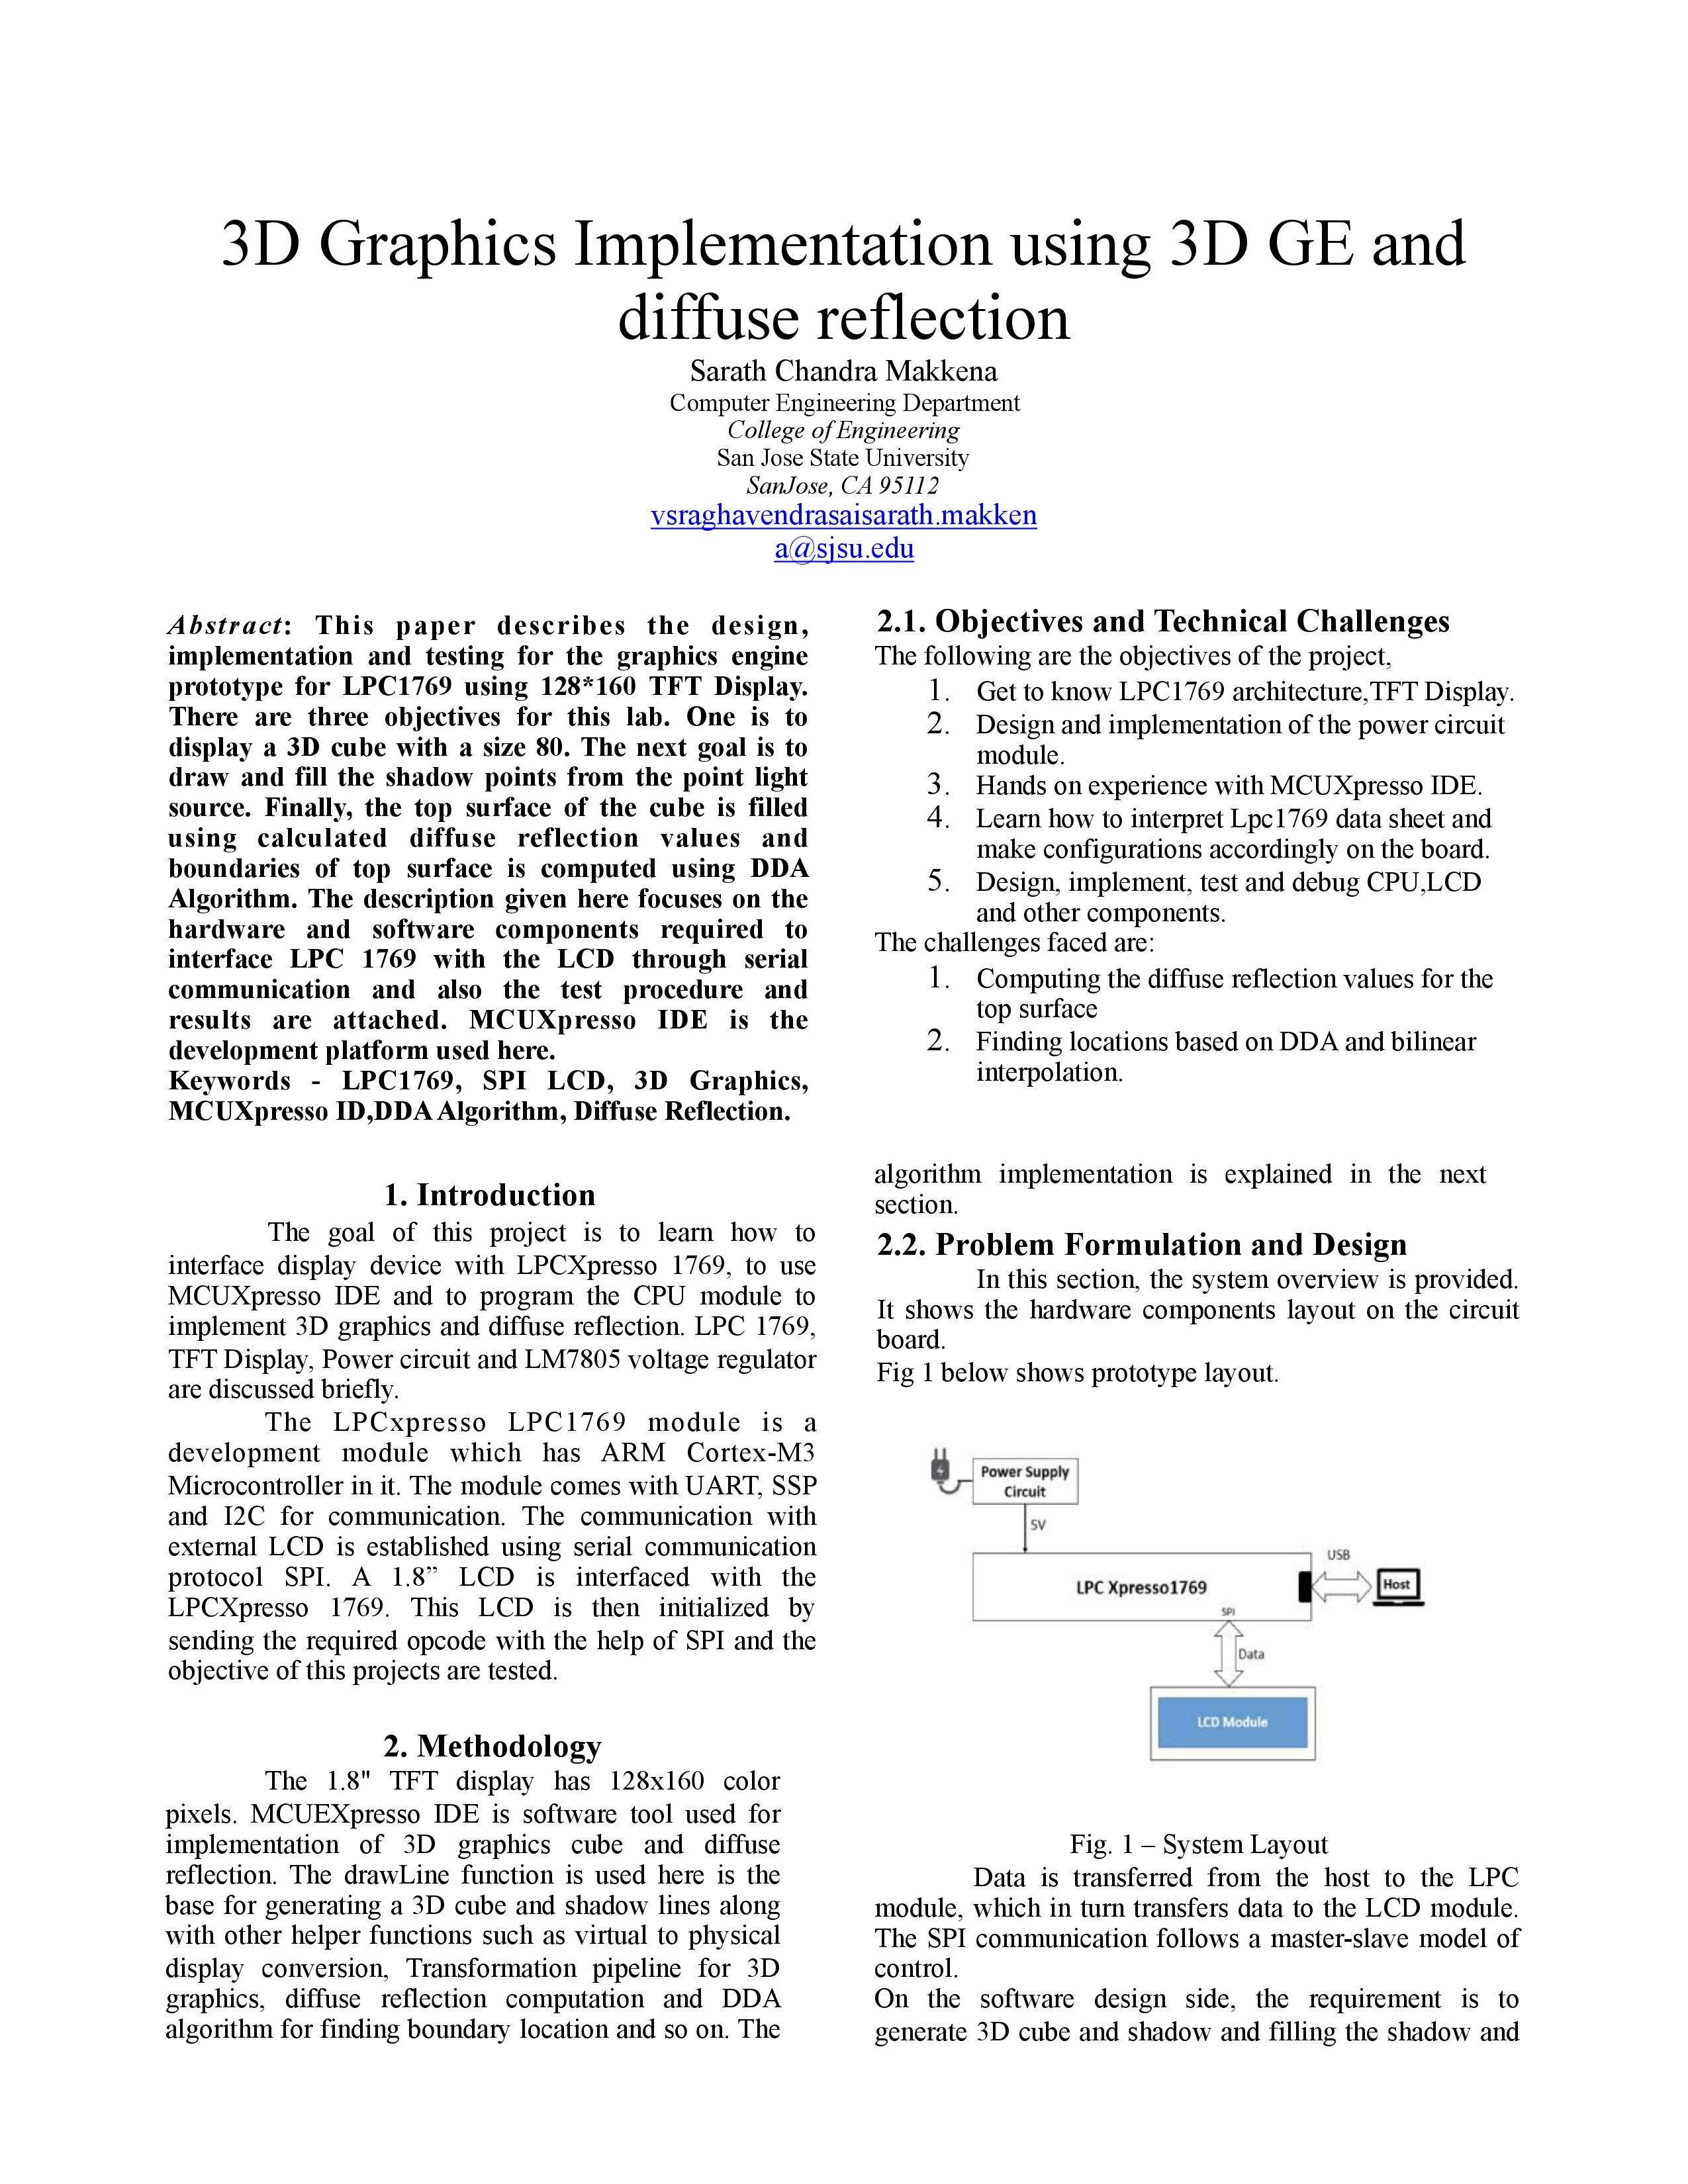 3D Graphics Implementation using 3D GE and
diffuse reflection
Sarath Chandra Makkena
Computer Engineering Department
College of Engineering
San Jose State University
SanJose, CA 95112
vsraghavendrasaisarath.makken
a@sjsu.edu
Abstract: This paper describes the design,
implementation and testing for the graphics engine
prototype for LPC1769 using 128*160 TFT Display.
There are three objectives for this lab. One is to
display a 3D cube with a size 80. The next goal is to
draw and fill the shadow points from the point light
source. Finally, the top surface of the cube is filled
using calculated diffuse reflection values and
boundaries of top surface is computed using DDA
Algorithm. The description given here focuses on the
hardware and software components required to
interface LPC 1769 with the LCD through serial
communication and also the test procedure and
results are attached. MCUXpresso IDE is the
development platform used here.
Keywords - LPC1769, SPI LCD, 3D Graphics,
MCUXpresso ID,DDA Algorithm, Diffuse Reflection.
1. Introduction
The goal of this project is to learn how to
interface display device with LPCXpresso 1769, to use
MCUXpresso IDE and to program the CPU module to
implement 3D graphics and diffuse reflection. LPC 1769,
TFT Display, Power circuit and LM7805 voltage regulator
are discussed briefly.
The LPCxpresso LPC1769 module is a
development module which has ARM Cortex-M3
Microcontroller in it. The module comes with UART, SSP
and I2C for communication. The communication with
external LCD is established using serial communication
protocol SPI. A 1.8” LCD is interfaced with the
LPCXpresso 1769. This LCD is then initialized by
sending the required opcode with the help of SPI and the
objective of this projects are tested.
2. Methodology
The 1.8" TFT display has 128x160 color
pixels. MCUEXpresso IDE is software tool used for
implementation of 3D graphics cube and diffuse
reflection. The drawLine function is used here is the
base for generating a 3D cube and shadow lines along
with other helper functions such as virtual to physical
display conversion, Transformation pipeline for 3D
graphics, diffuse reflection computation and DDA
algorithm for finding boundary location and so on. The
2.1. Objectives and Technical Challenges
The following are the objectives of the project,
1. Get to know LPC1769 architecture,TFT Display.
2. Design and implementation of the power circuit
module.
3. Hands on experience with MCUXpresso IDE.
4. Learn how to interpret Lpc1769 data sheet and
make configurations accordingly on the board.
5. Design, implement, test and debug CPU,LCD
and other components.
The challenges faced are:
1. Computing the diffuse reflection values for the
top surface
2. Finding locations based on DDA and bilinear
interpolation.
algorithm implementation is explained in the next
section.
2.2. Problem Formulation and Design
In this section, the system overview is provided.
It shows the hardware components layout on the circuit
board.
Fig 1 below shows prototype layout.
Power Supply
Circuit
5V
USB
LPC Xpresso1769
Host
SPI
Data
LCD Module
Fig. 1 – System Layout
Data is transferred from the host to the LPC
module, which in turn transfers data to the LCD module.
The SPI communication follows a master-slave model of
control.
On the software design side, the requirement is to
generate 3D cube and shadow and filling the shadow and